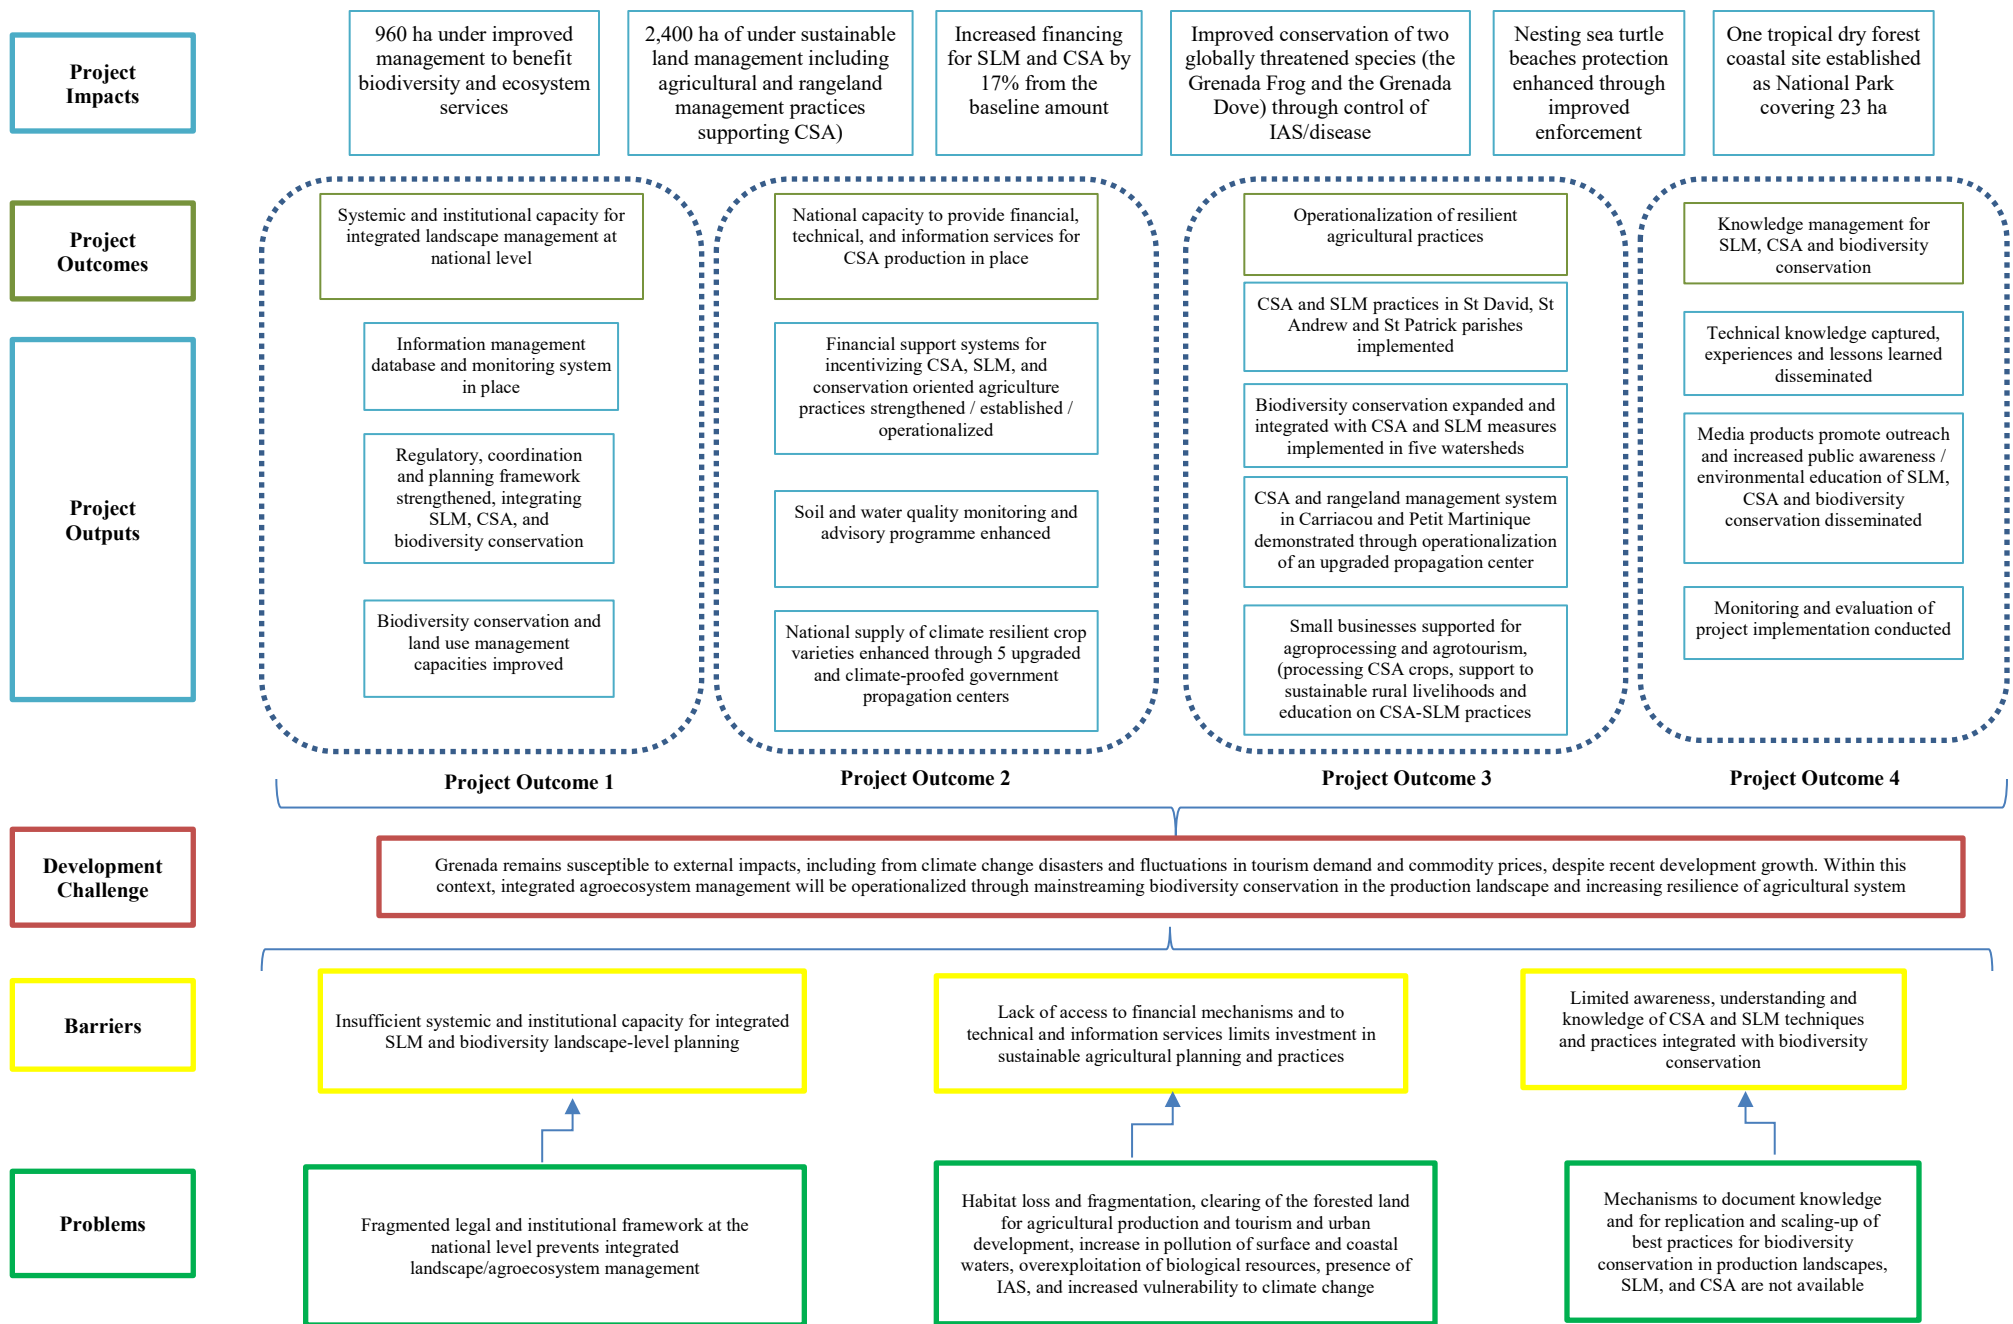 Project
Impacts
960 ha under improved
management to benefit
biodiversity and ecosystem
services
2,400 ha of under sustainable
land management including
agricultural and rangeland
management practices
supporting CSA)
Increased financing
for SLM and CSA by
17% from the
baseline amount
Improved conservation of two
globally threatened species (the
Grenada Frog and the Grenada
Dove) through control of
IAS/disease
Nesting sea turtle
beaches protection
enhanced through
improved
enforcement
One tropical dry forest
coastal site established
as National Park
covering 23 ha
Project
Outcomes
Systemic and institutional capacity for
integrated landscape management at
national level
National capacity to provide financial,
technical, and information services for
CSA production in place
Operationalization of resilient
agricultural practices
Knowledge management for
SLM, CSA and biodiversity
conservation
Project
Outputs
Information management
database and monitoring system
in place
Regulatory, coordination
and planning framework
strengthened, integrating
SLM, CSA, and
biodiversity conservation
Biodiversity conservation and
land use management
capacities improved
Financial support systems for
incentivizing CSA, SLM, and
conservation oriented agriculture
practices strengthened / established /
operationalized
Soil and water quality monitoring and
advisory programme enhanced
National supply of climate resilient crop
varieties enhanced through 5 upgraded
and climate-proofed government
propagation centers
CSA and SLM practices in St David, St
Andrew and St Patrick parishes
implemented
Biodiversity conservation expanded and
integrated with CSA and SLM measures
implemented in five watersheds
CSA and rangeland management system
in Carriacou and Petit Martinique
demonstrated through operationalization
of an upgraded propagation center
Small businesses supported for
agroprocessing and agrotourism,
(processing CSA crops, support to
sustainable rural livelihoods and
education on CSA-SLM practices
Technical knowledge captured,
experiences and lessons learned
disseminated
Media products promote outreach
and increased public awareness /
environmental education of SLM,
CSA and biodiversity
conservation disseminated
Monitoring and evaluation of
project implementation conducted
Project Outcome 1
Project Outcome 2
Project Outcome 3
Project Outcome 4
Development
Challenge
Grenada remains susceptible to external impacts, including from climate change disasters and fluctuations in tourism demand and commodity prices, despite recent development growth. Within this
context, integrated agroecosystem management will be operationalized through mainstreaming biodiversity conservation in the production landscape and increasing resilience of agricultural system
Barriers
Insufficient systemic and institutional capacity for integrated
SLM and biodiversity landscape-level planning
Lack of access to financial mechanisms and to
technical and information services limits investment in
sustainable agricultural planning and practices
Limited awareness, understanding and
knowledge of CSA and SLM techniques
and practices integrated with biodiversity
conservation
Problems
Fragmented legal and institutional framework at the
national level prevents integrated
landscape/agroecosystem management
Habitat loss and fragmentation, clearing of the forested land
for agricultural production and tourism and urban
development, increase in pollution of surface and coastal
waters, overexploitation of biological resources, presence of
IAS, and increased vulnerability to climate change
Mechanisms to document knowledge
and for replication and scaling-up of
best practices for biodiversity
conservation in production landscapes,
SLM, and CSA are not available